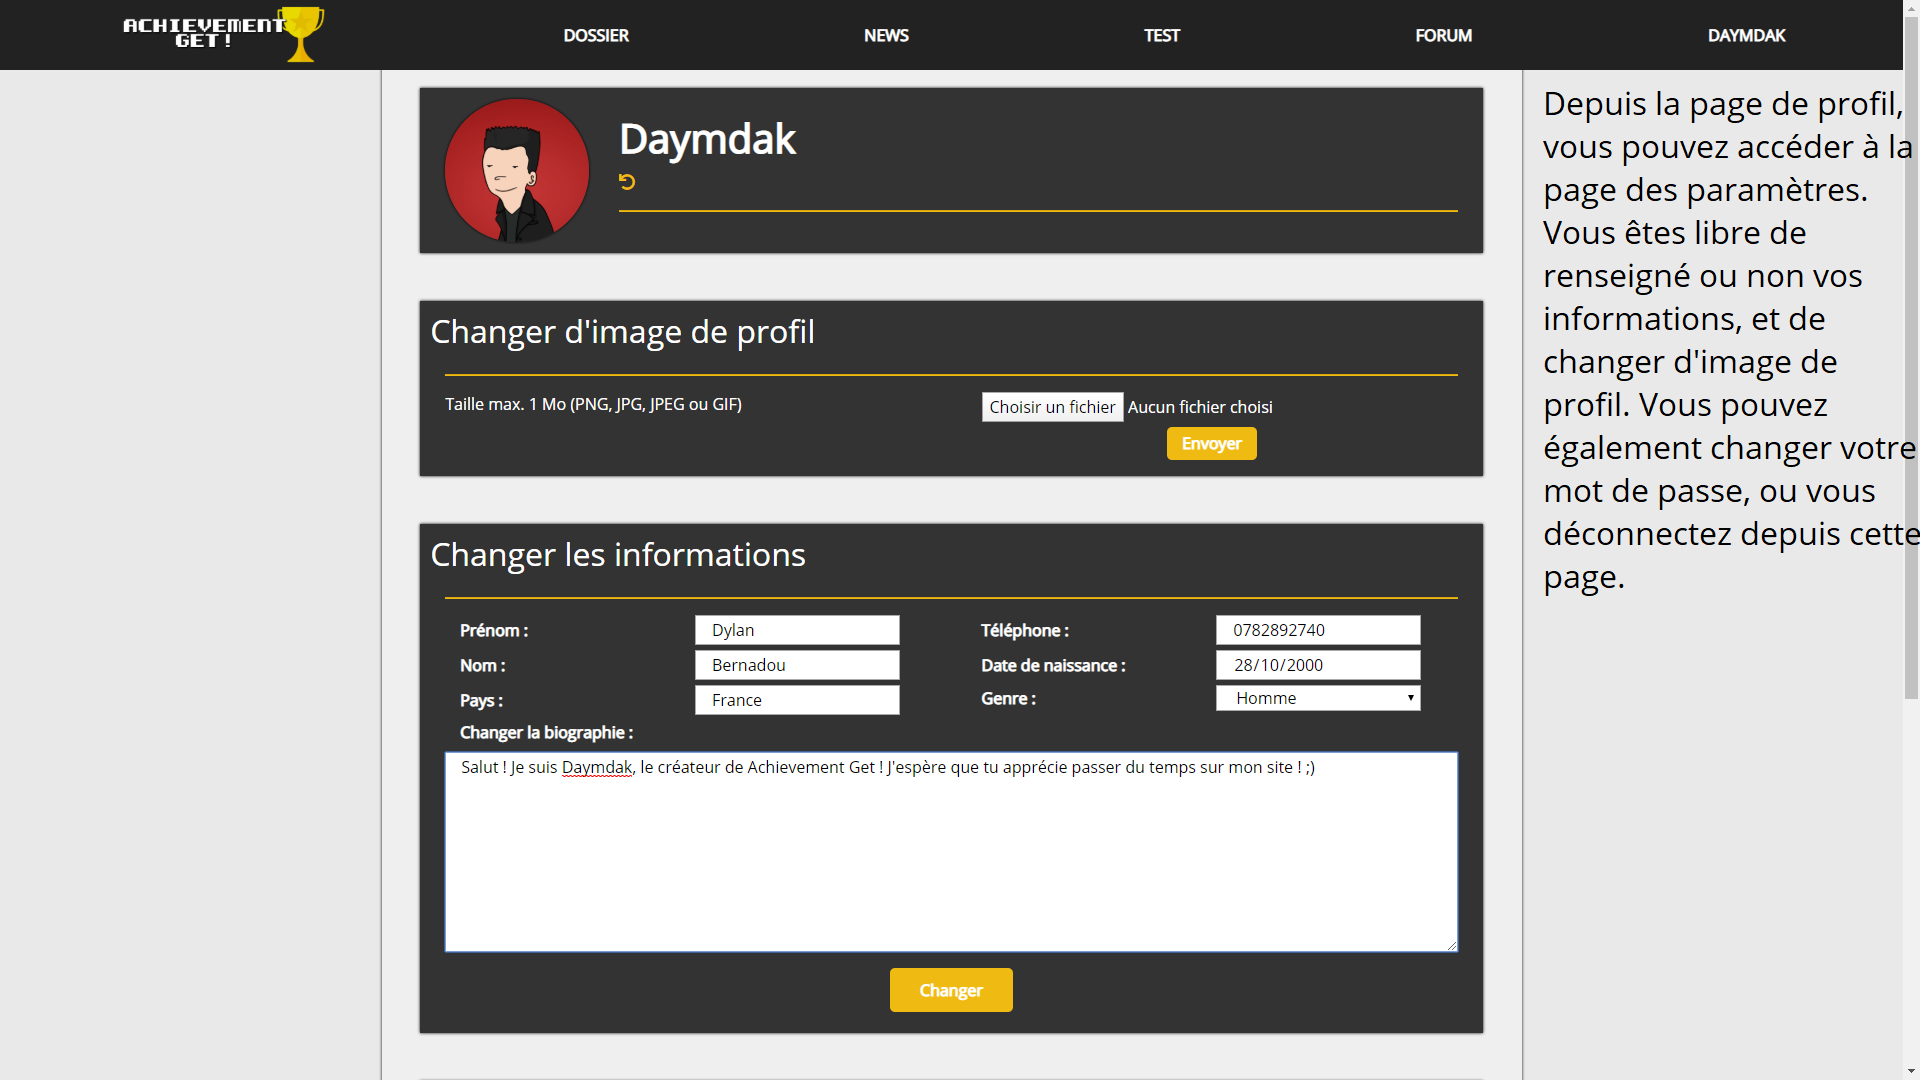 ACHIEVEMENT
GET !
DOSSIER
NEWS
TEST
FORUM
DAYMDAK
Daymdak
Changer d'image de profil
Taille max. 1 Mo (PNG, JPG, JPEG ou GIF)
Choisir un fichier Aucun fichier choisi
Envoyer
Changer les informations
Prénom : Dylan
Téléphone : 0782892740
Nom : Bernadou
Date de naissance : 28/10/2000
Pays : France
Genre : Homme
Changer la biographie :
Salut ! Je suis Daymdak, le créateur de Achievement Get ! J'espère que tu apprécie passer du temps sur mon site ! ;)
Changer
Depuis la page de profil,
vous pouvez accéder à la
page des paramètres.
Vous êtes libre de
renseigné ou non vos
informations, et de
changer d'image de
profil. Vous pouvez
également changer votre
mot de passe, ou vous
déconnectez depuis cette
page.